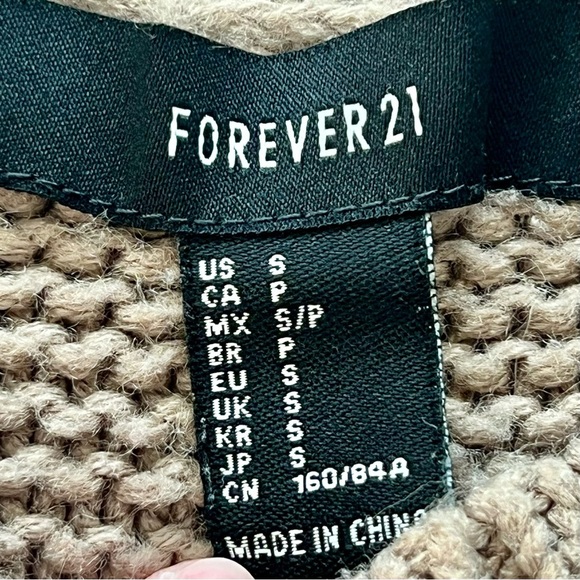 FOREVER 21
US S
CA P
MX S/P
BR P
EU S
UK S
KR S
JP S
CN 160/84A
MADE IN CHINA